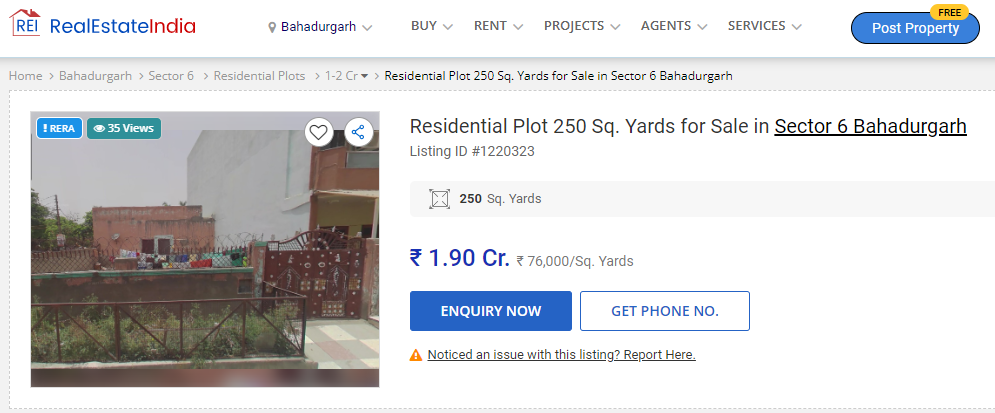 REI RealEstateIndia
Bahadurgarh
BUY RENT PROJECTS AGENTS SERVICES
FREE
Post Property
Home > Bahadurgarh > Sector 6 > Residential Plots > 1-2 Cr > Residential Plot 250 Sq. Yards for Sale in Sector 6 Bahadurgarh
! RERA 35 Views
Residential Plot 250 Sq. Yards for Sale in Sector 6 Bahadurgarh
Listing ID #1220323
250 Sq. Yards
₹ 1.90 Cr. ₹ 76,000/Sq. Yards
ENQUIRY NOW GET PHONE NO.
Noticed an issue with this listing? Report Here.